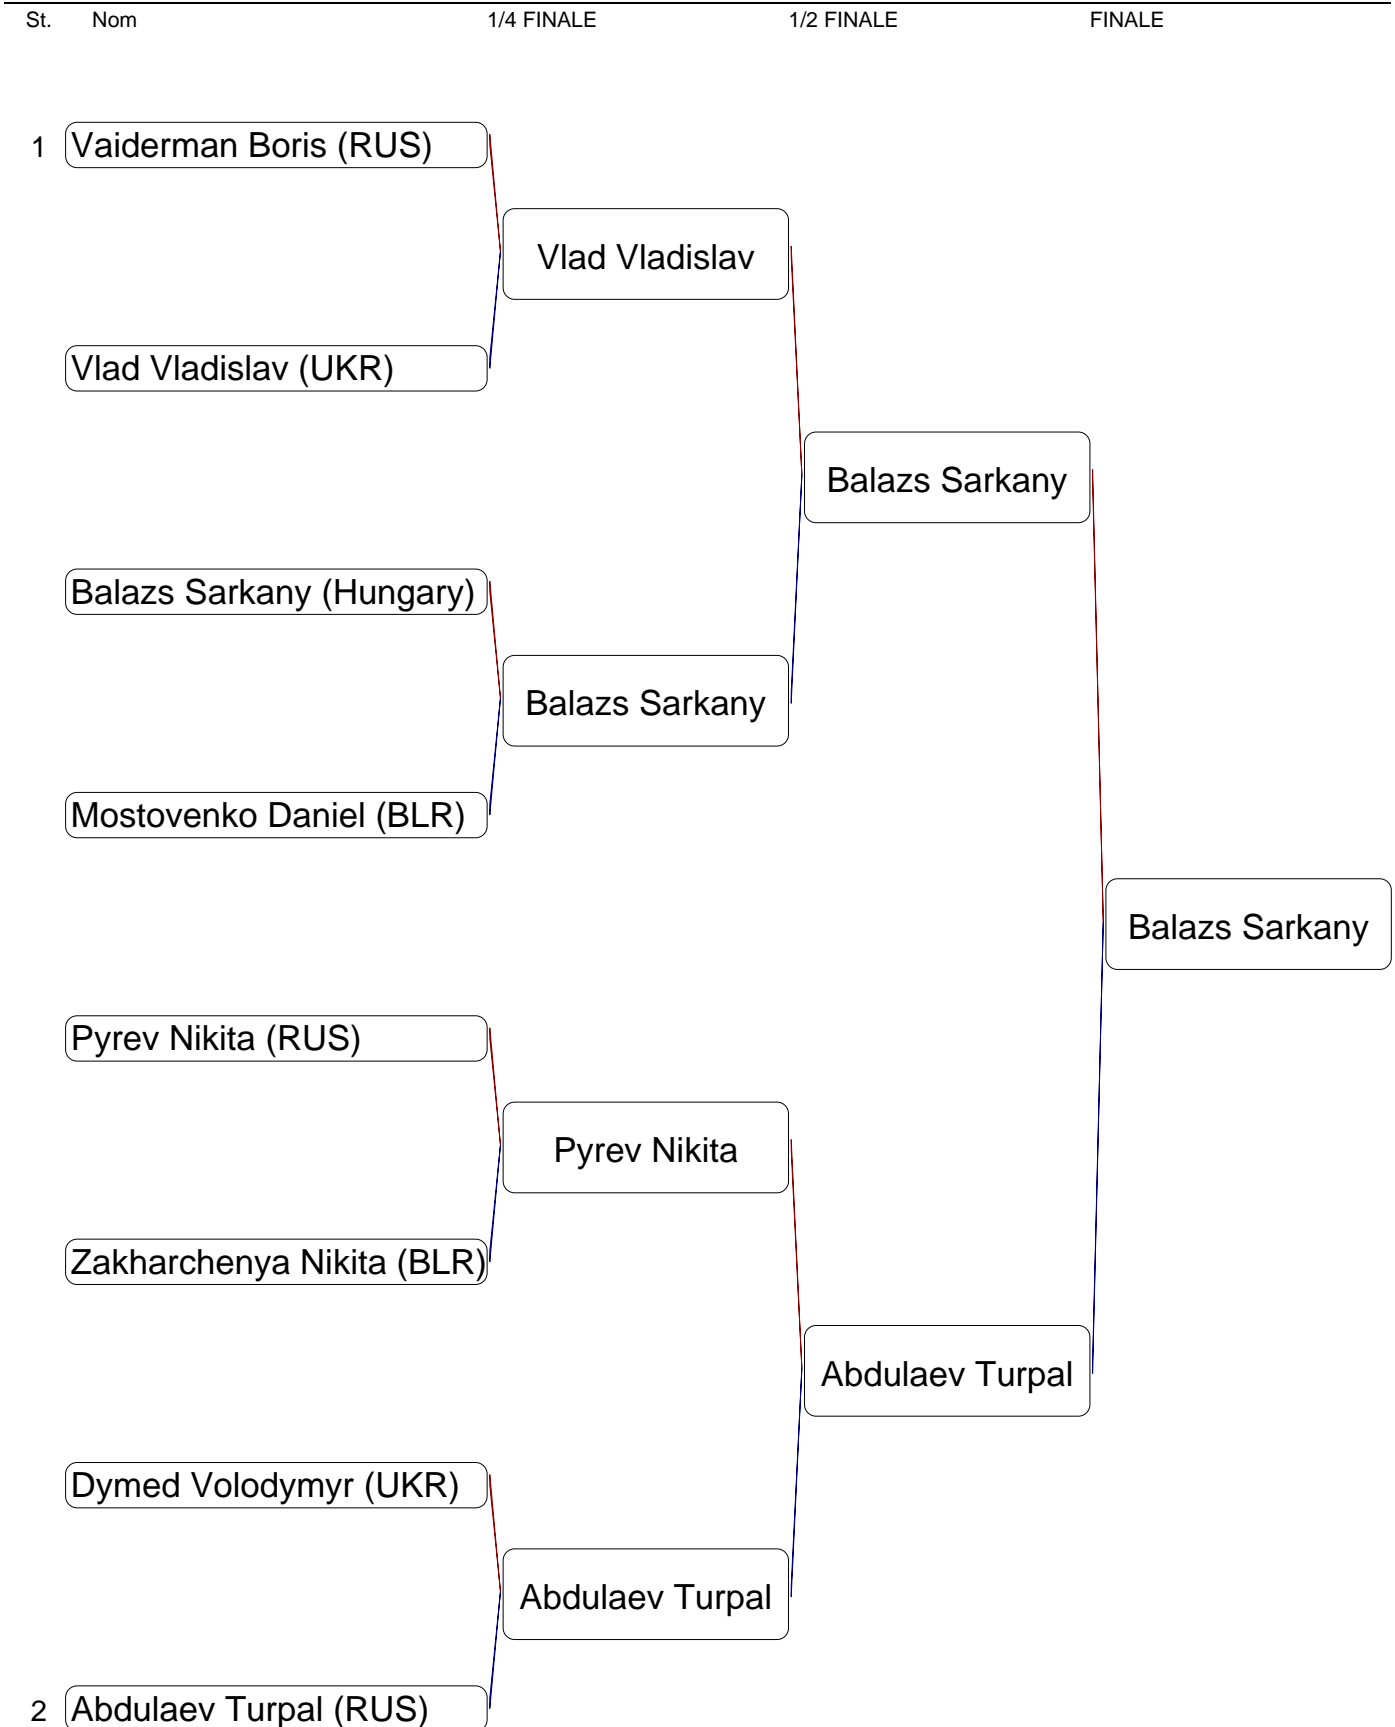 St. Nom 1/4 FINALE 1/2 FINALE FINALE
1 Vaiderman Boris (RUS)
Vlad Vladislav
Vlad Vladislav (UKR)
Balazs Sarkany
Balazs Sarkany (Hungary)
Balazs Sarkany
Mostovenko Daniel (BLR)
Balazs Sarkany
Pyrev Nikita (RUS)
Pyrev Nikita
Zakharchenya Nikita (BLR)
Abdulaev Turpal
Dymed Volodymyr (UKR)
Abdulaev Turpal
2 Abdulaev Turpal (RUS)